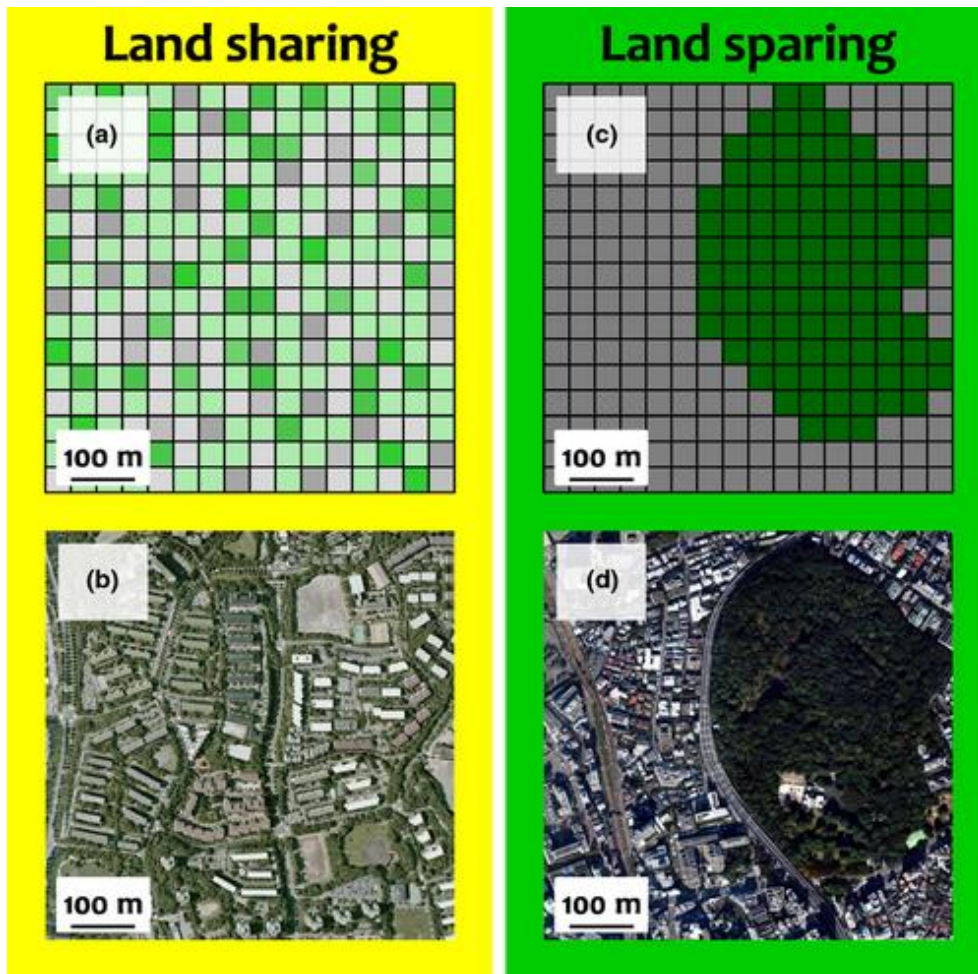 Land sharing
(a)
100 m
(b)
100 m
Land sparing
(c)
100 m
(d)
100 m